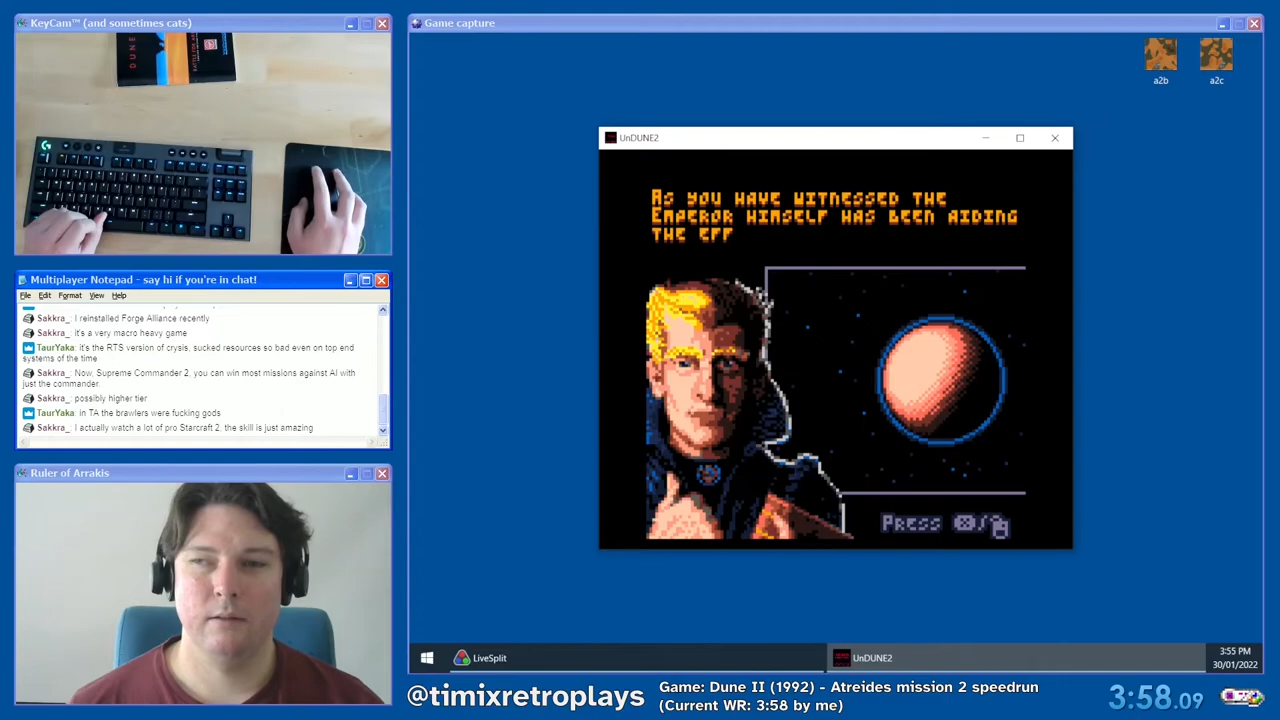 KeyCam™ (and sometimes cats)
DUNE
Multiplayer Notepad - say hi if you're in chat!
File Edit Format View Help
Sakkra_: I reinstalled Forge Alliance recently
Sakkra_: it's a very macro heavy game
TaurYaka: it's the RTS version of crysis, sucked resources so bad even on top end
systems of the time
Sakkra_: Now, Supreme Commander 2, you can win most missions against AI with
just the commander.
Sakkra_: possibly higher tier
TaurYaka: in TA the brawlers were fucking gods
Sakkra_: I actually watch a lot of pro Starcraft 2, the skill is just amazing
Ruler of Arrakis
Game capture
a2b a2c
UnDUNE2
As you have witnessed the
Emperor himself has been aiding
the eff
Press
LiveSplit
UnDUNE2
3:55 PM
30/01/2022
@timixretroplays
Game: Dune II (1992) - Atreides mission 2 speedrun
(Current WR: 3:58 by me)
3:58.09